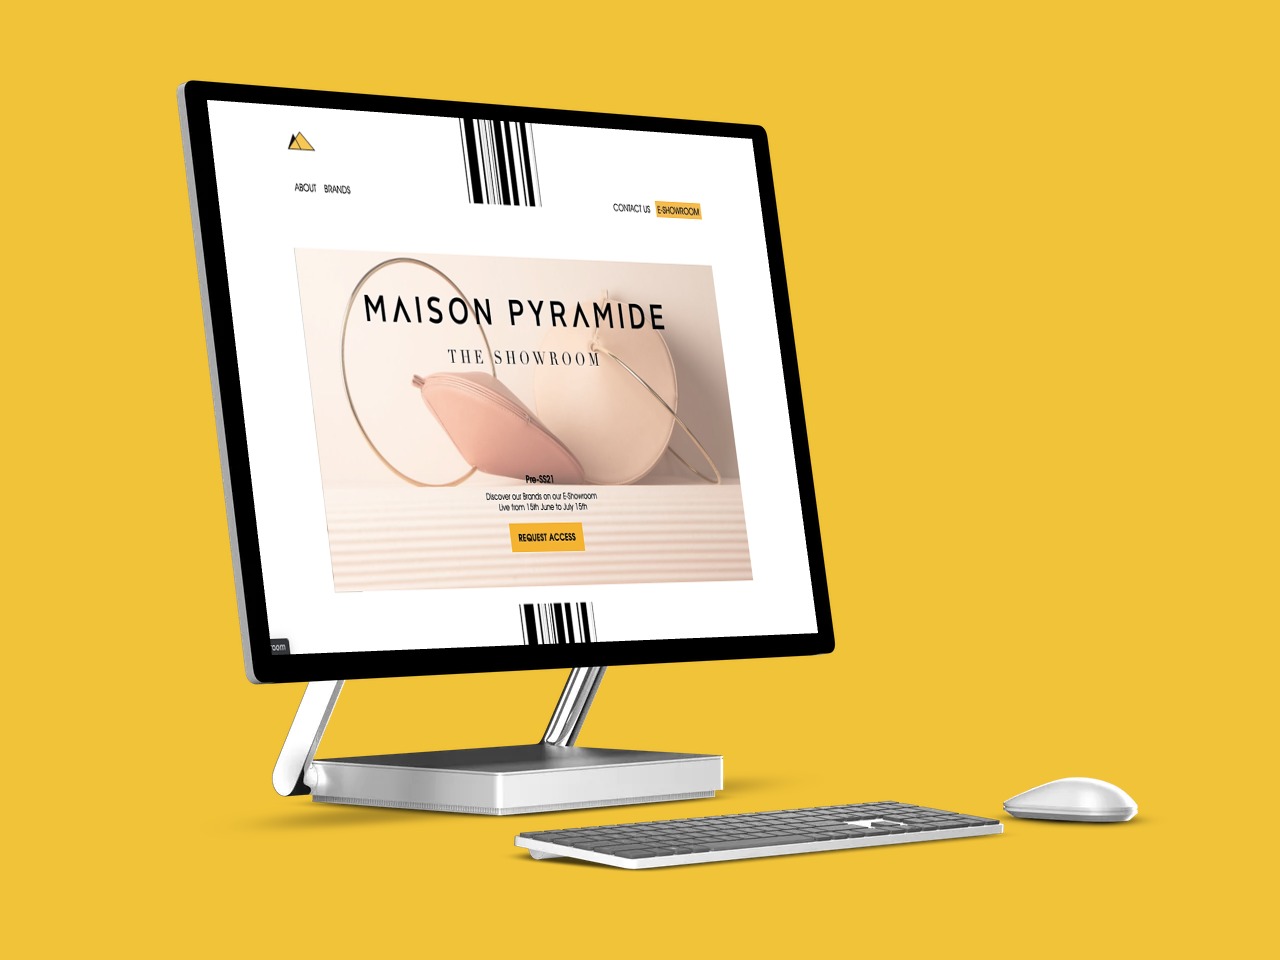 ABOUT BRANDS
CONTACT US E-SHOWROOM
MAISON PYRAMIDE
THE SHOWROOM
Pre-SS21
Discover our Brands on our E-Showroom
Live from 15th June to July 15th
REQUEST ACCESS
room